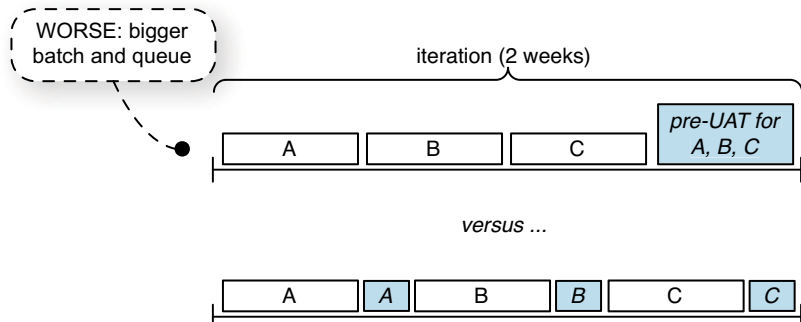 WORSE: bigger
batch and queue
iteration (2 weeks)
A B C pre-UAT for
A, B, C
versus ...
A A B B C C